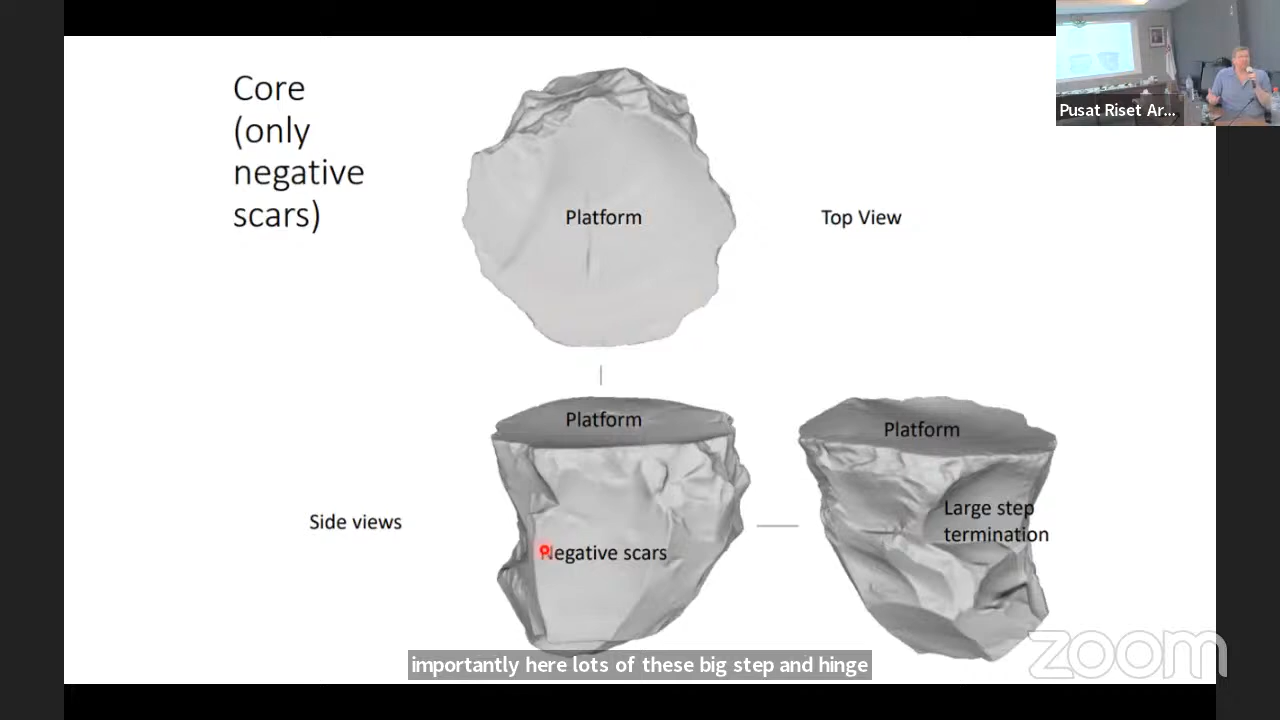 Core
(only
negative
scars)
Platform
Top View
Platform
Platform
Large step
termination
Side views
Negative scars
importantly here lots of these big step and hinge
Pusat Riset Ar...
zoom